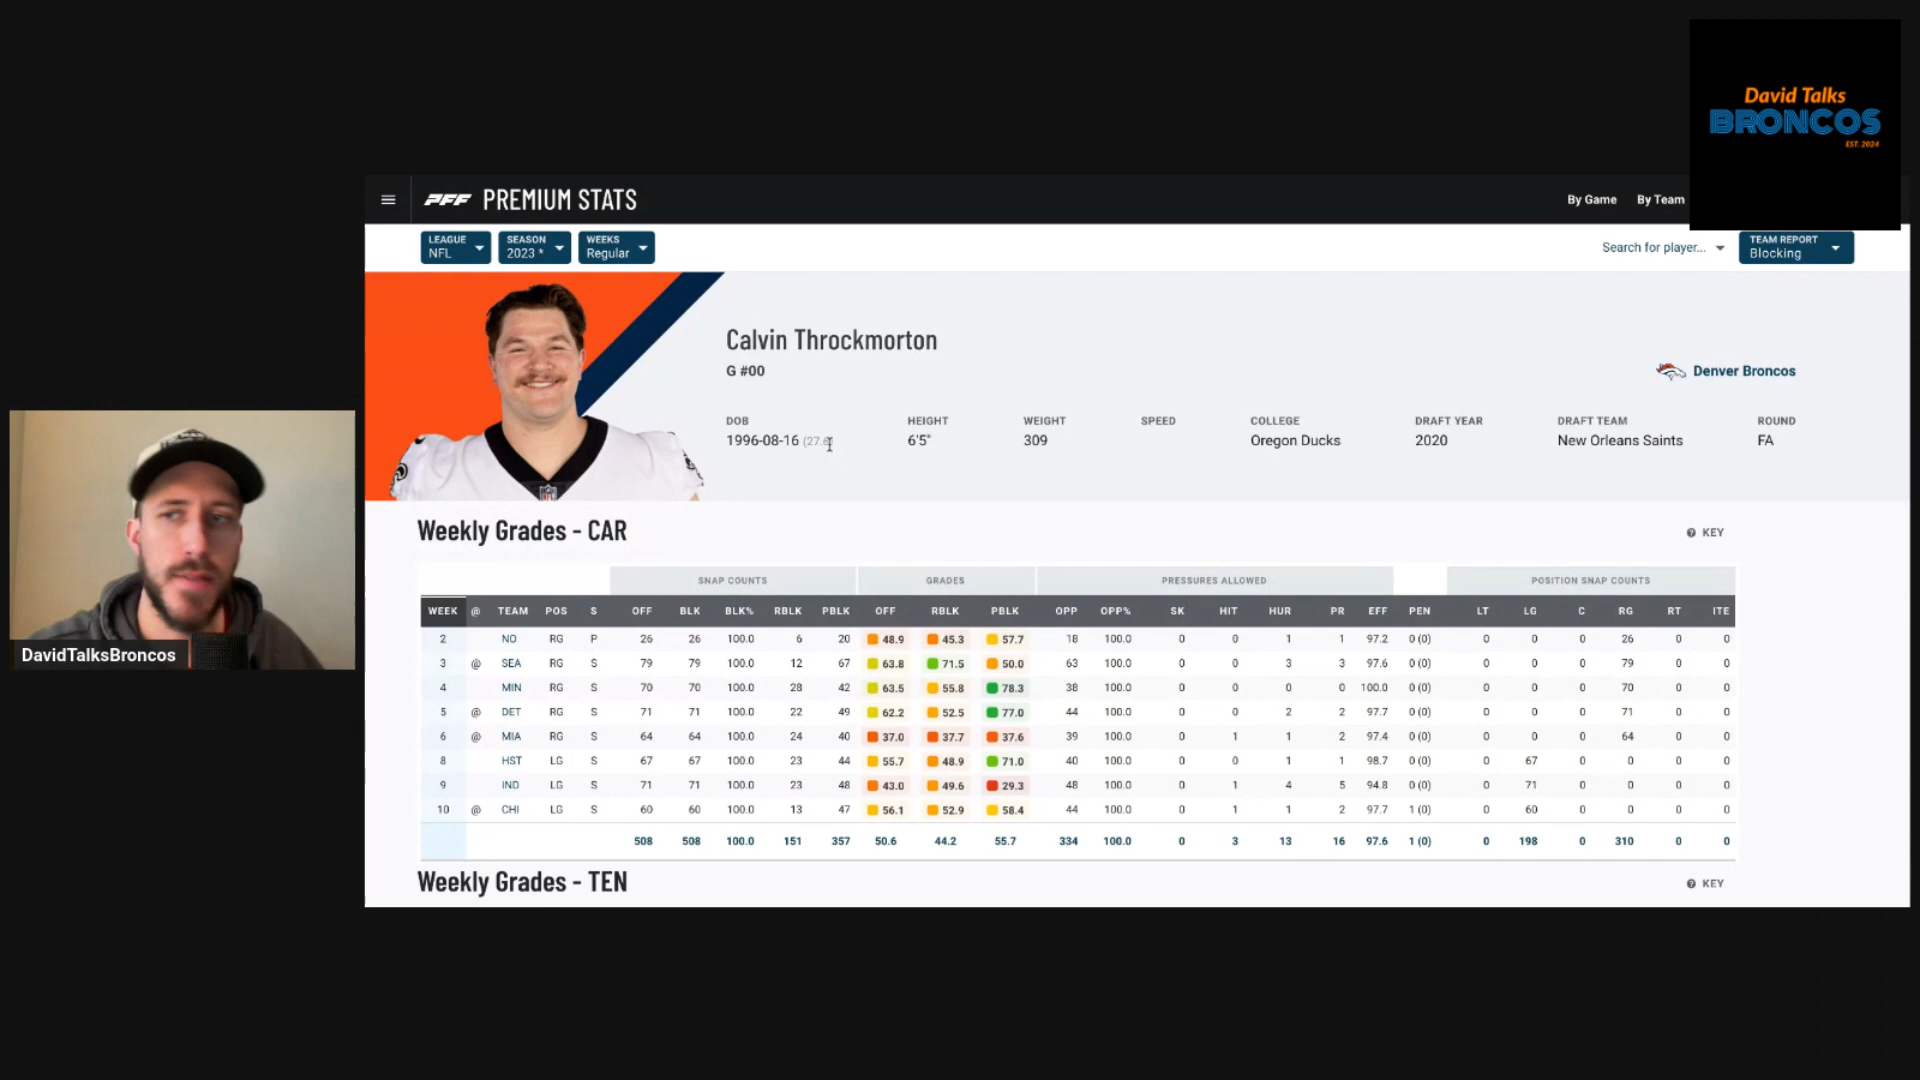 David Talks
BRONCOS
EST. 2024
PFF PREMIUM STATS
By Game By Team
LEAGUE
NFL
SEASON
2023 *
WEEKS
Regular
Search for player...
TEAM REPORT
Blocking
Calvin Throckmorton
G #00
Denver Broncos
DOB HEIGHT WEIGHT SPEED COLLEGE DRAFT YEAR DRAFT TEAM ROUND
1996-08-16 6'5" 309 Oregon Ducks 2020 New Orleans Saints FA
DavidTalksBroncos
Weekly Grades - CAR
KEY
SNAP COUNTS GRADES PRESSURES ALLOWED POSITION SNAP COUNTS
WEEK @ TEAM POS S OFF BLK BLK% RBLK PBLK OFF RBLK PBLK OPP OPP% SK HIT HUR PR EFF PEN LT LG C RG RT ITE
2 NO RG P 26 26 100.0 6 20 48.9 45.3 57.7 18 100.0 0 0 1 1 97.2 0 (0) 0 0 0 26 0 0
3 @ SEA RG S 79 79 100.0 12 67 63.8 71.5 50.0 63 100.0 0 0 3 3 97.6 0 (0) 0 0 0 79 0 0
4 MIN RG S 70 70 100.0 28 42 63.5 55.8 78.3 38 100.0 0 0 0 0 100.0 0 (0) 0 0 0 70 0 0
5 @ DET RG S 71 71 100.0 22 49 62.2 52.5 77.0 44 100.0 0 0 2 2 97.7 0 (0) 0 0 0 71 0 0
6 @ MIA RG S 64 64 100.0 24 40 37.0 37.7 37.6 39 100.0 0 1 1 2 97.4 0 (0) 0 0 0 64 0 0
8 HST LG S 67 67 100.0 23 44 55.7 48.9 71.0 40 100.0 0 0 1 1 98.7 0 (0) 0 67 0 0 0 0
9 IND LG S 71 71 100.0 23 48 43.0 49.6 29.3 48 100.0 0 1 4 5 94.8 0 (0) 0 71 0 0 0 0
10 @ CHI LG S 60 60 100.0 13 47 56.1 52.9 58.4 44 100.0 0 1 1 2 97.7 1 (0) 0 60 0 0 0 0
508 508 100.0 151 357 50.6 44.2 55.7 334 100.0 0 3 13 16 97.6 1 (0) 0 198 0 310 0 0
Weekly Grades - TEN
KEY